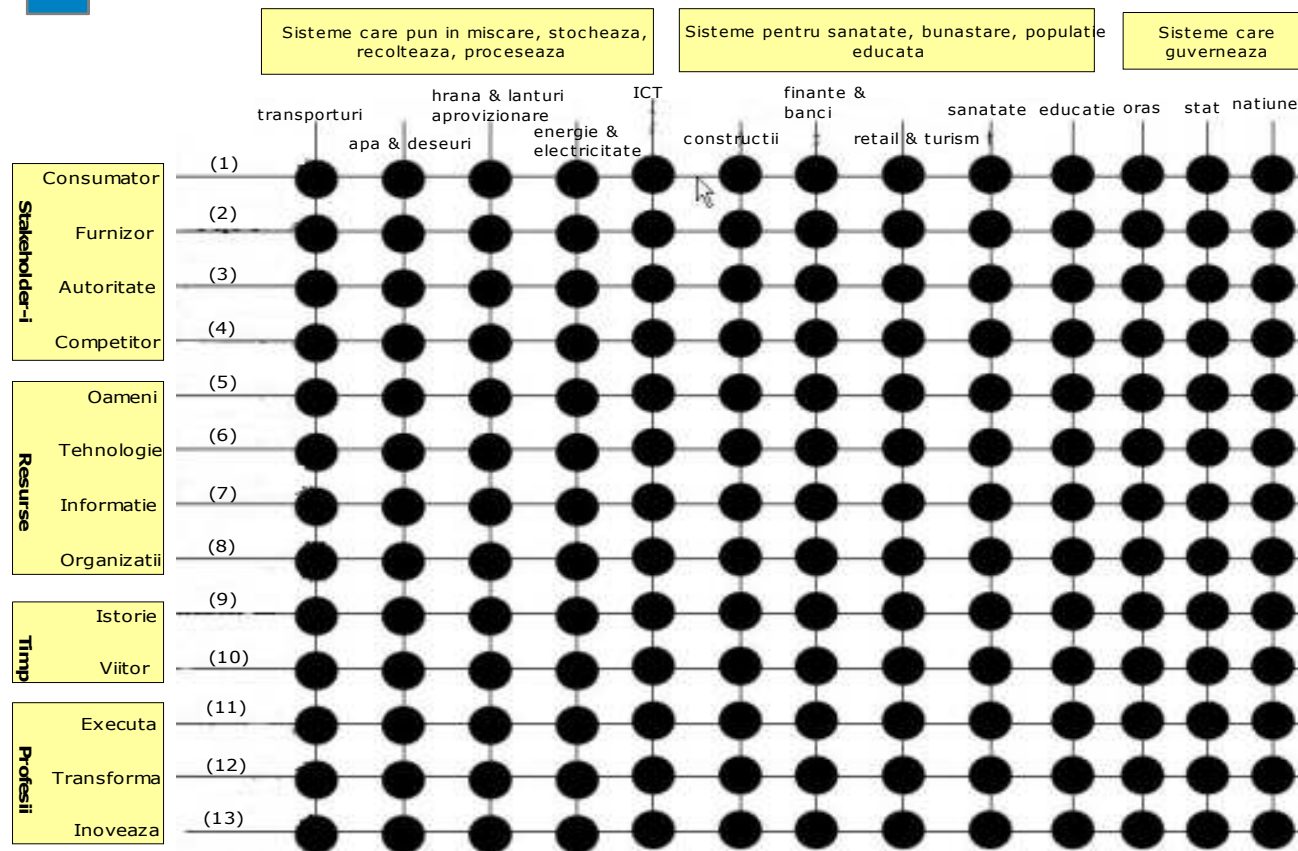 Sisteme care pun in miscare, stocheaza,
recolteaza, proceseaza
Sisteme pentru sanatate, bunastare, populatie
educata
Sisteme care
guverneaza
transporturi
apa & deseuri
hrana & lanturi
aprovizionare
energie &
electricitate
ICT
constructii
finante &
banci
retail & turism
sanatate
educatie
oras
stat
natiune
Stakeholder-i
Consumator (1)
Furnizor (2)
Autoritate (3)
Competitor (4)
Resurse
Oameni (5)
Tehnologie (6)
Informatie (7)
Organizatii (8)
Timp
Istorie (9)
Viitor (10)
Profesii
Executa (11)
Transforma (12)
Inoveaza (13)